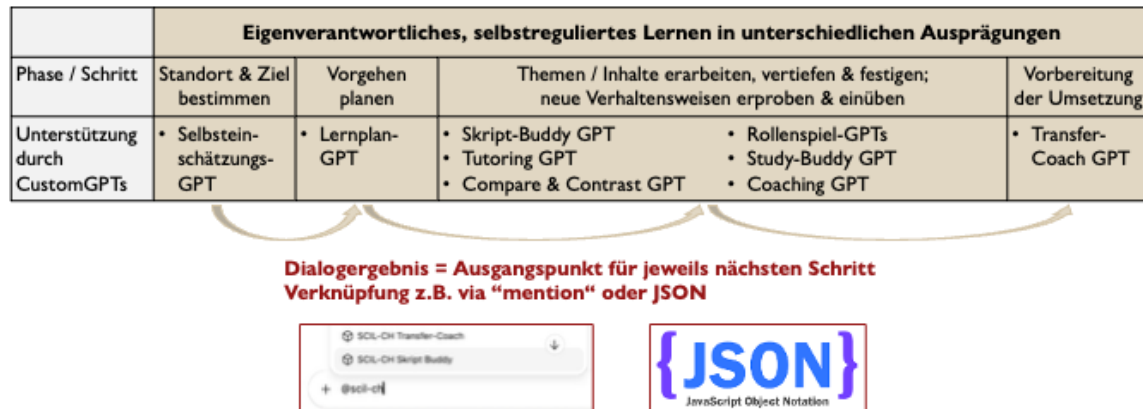 Eigenverantwortliches, selbstreguliertes Lernen in unterschiedlichen Ausprägungen
Phase / Schritt
Standort & Ziel
bestimmen
Vorgehen
planen
Themen / Inhalte erarbeiten, vertiefen & festigen;
neue Verhaltensweisen erproben & einüben
Vorbereitung
der Umsetzung
Unterstützung
durch
CustomGPTs
• Selbstein-
schätzungs-
GPT
• Lernplan-
GPT
• Skript-Buddy GPT
• Tutoring GPT
• Compare & Contrast GPT
• Rollenspiel-GPTs
• Study-Buddy GPT
• Coaching GPT
• Transfer-
Coach GPT
Dialogergebnis = Ausgangspunkt für jeweils nächsten Schritt
Verknüpfung z.B. via “mention“ oder JSON
SCIL-CH Transfer-Coach
SCIL-CH Skript Buddy
+ @scil-ch
{JSON}
JavaScript Object Notation